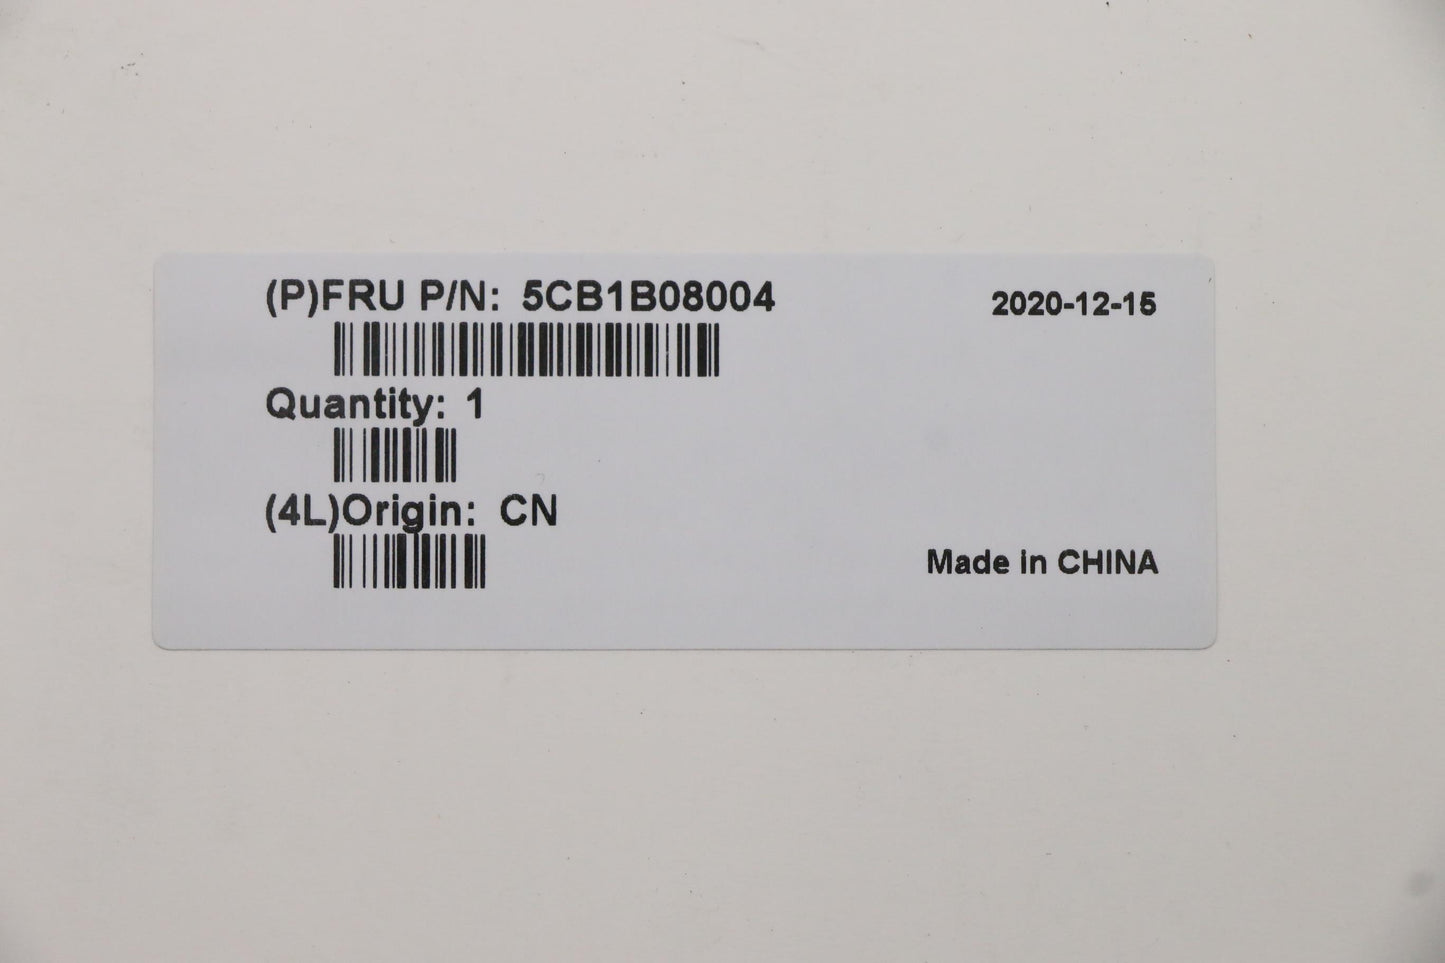 (P)FRU P/N: 5CB1B08004
2020-12-15
Quantity: 1
(4L)Origin: CN
Made in CHINA